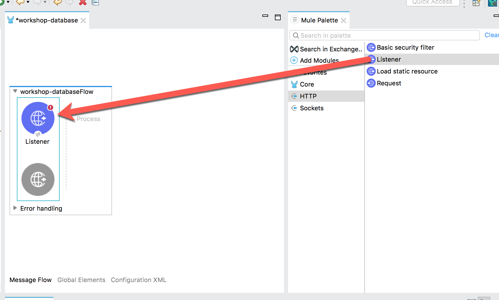 Quick Access
*workshop-database
Mule Palette
Search in palette
Clear
Search in Exchange..
Add Modules
Favorites
Core
HTTP
Sockets
Basic security filter
Listener
Load static resource
Request
workshop-databaseFlow
Process
Listener
Error handling
Message Flow
Global Elements
Configuration XML